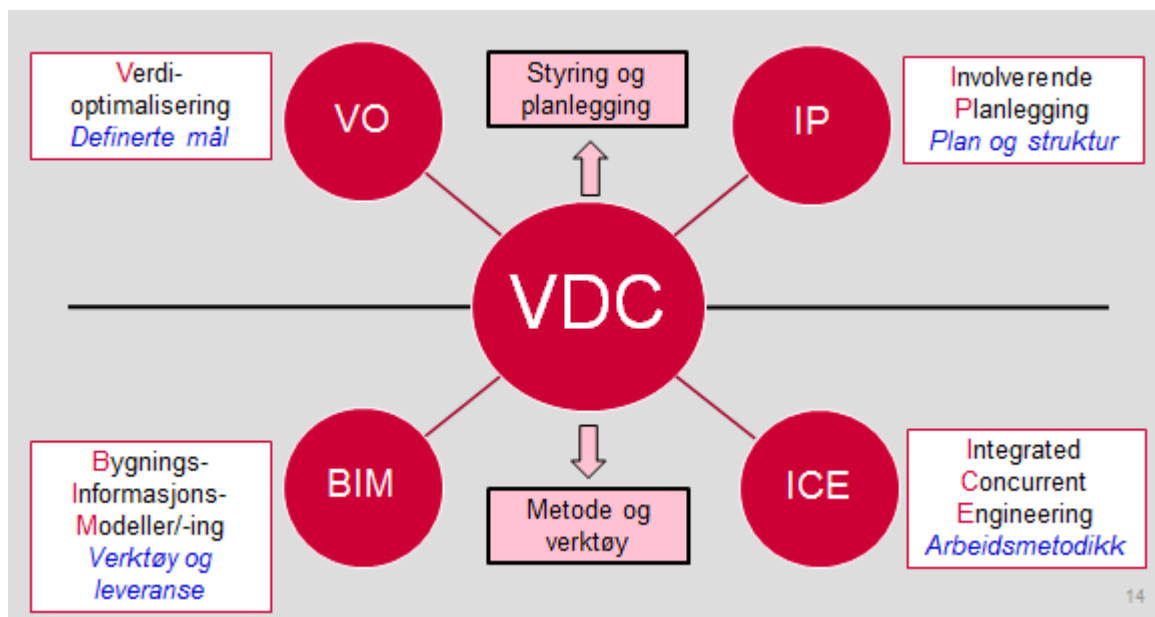 Verdi-
optimalisering
Definerte mål
VO
Styring og
planlegging
IP
Involverende
Planlegging
Plan og struktur
VDC
Bygnings-
Informasjons-
Modeller/-ing
Verktøy og
leveranse
BIM
Metode og
verktøy
ICE
Integrated
Concurrent
Engineering
Arbeidsmetodikk
14